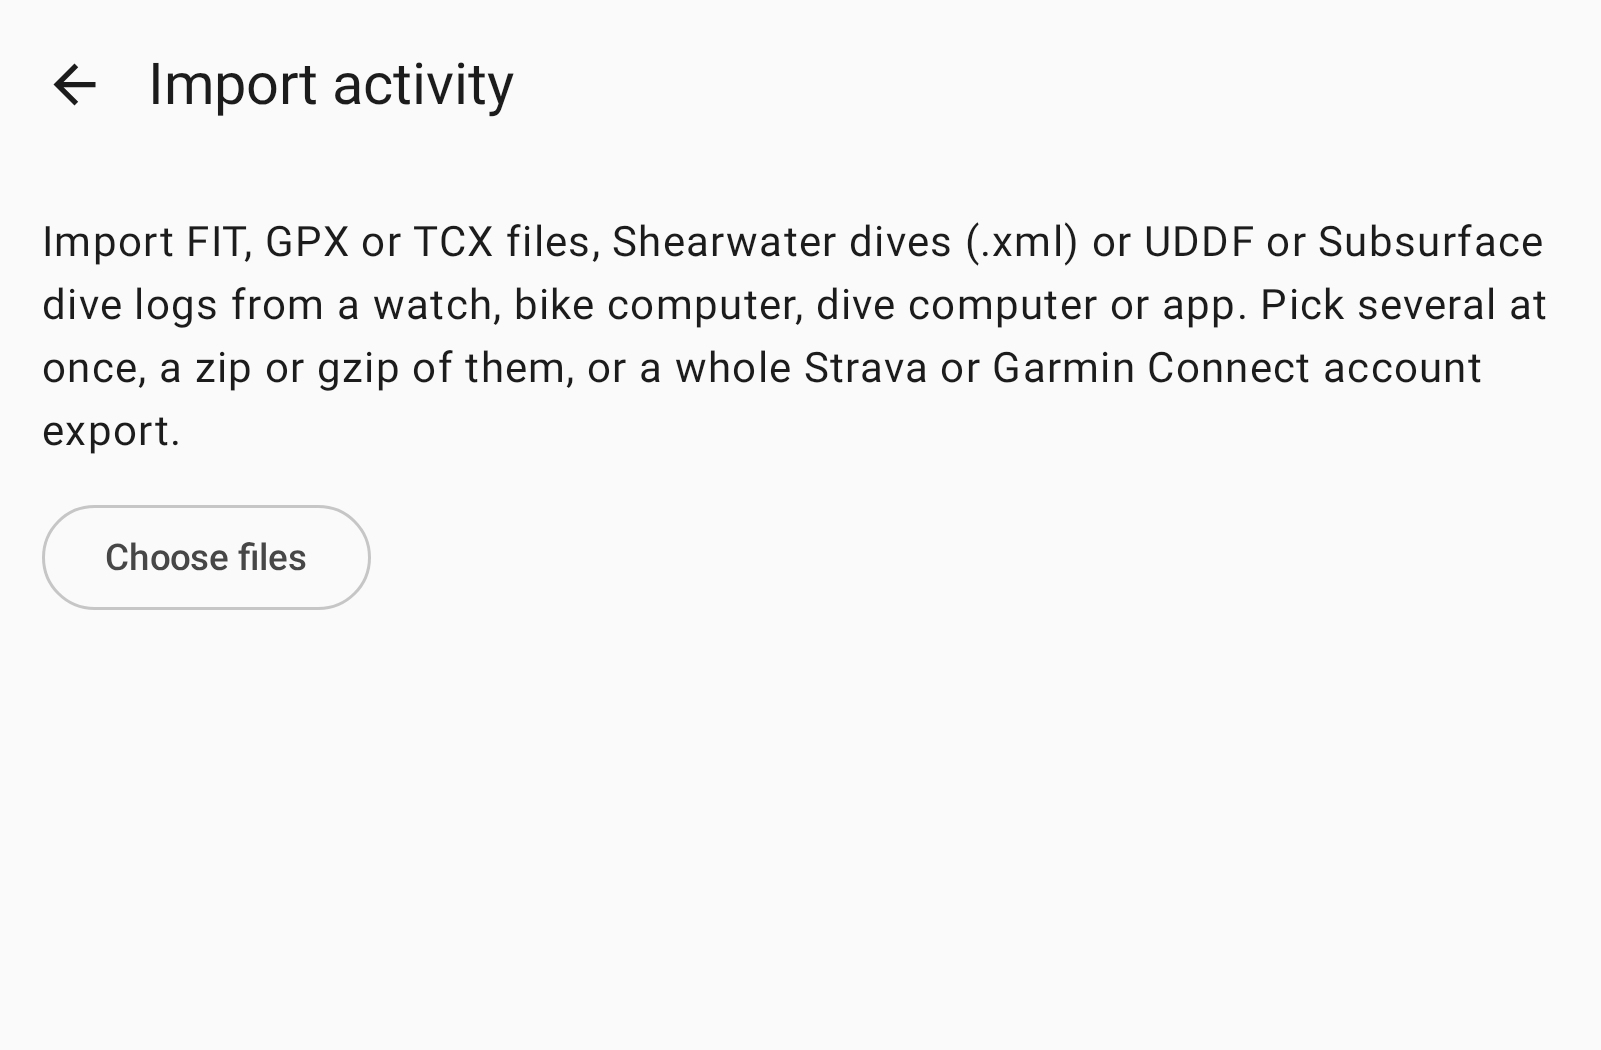 Import activity
Import FIT, GPX or TCX files, Shearwater dives (.xml) or UDDF or Subsurface
dive logs from a watch, bike computer, dive computer or app. Pick several at
once, a zip or gzip of them, or a whole Strava or Garmin Connect account
export.
Choose files